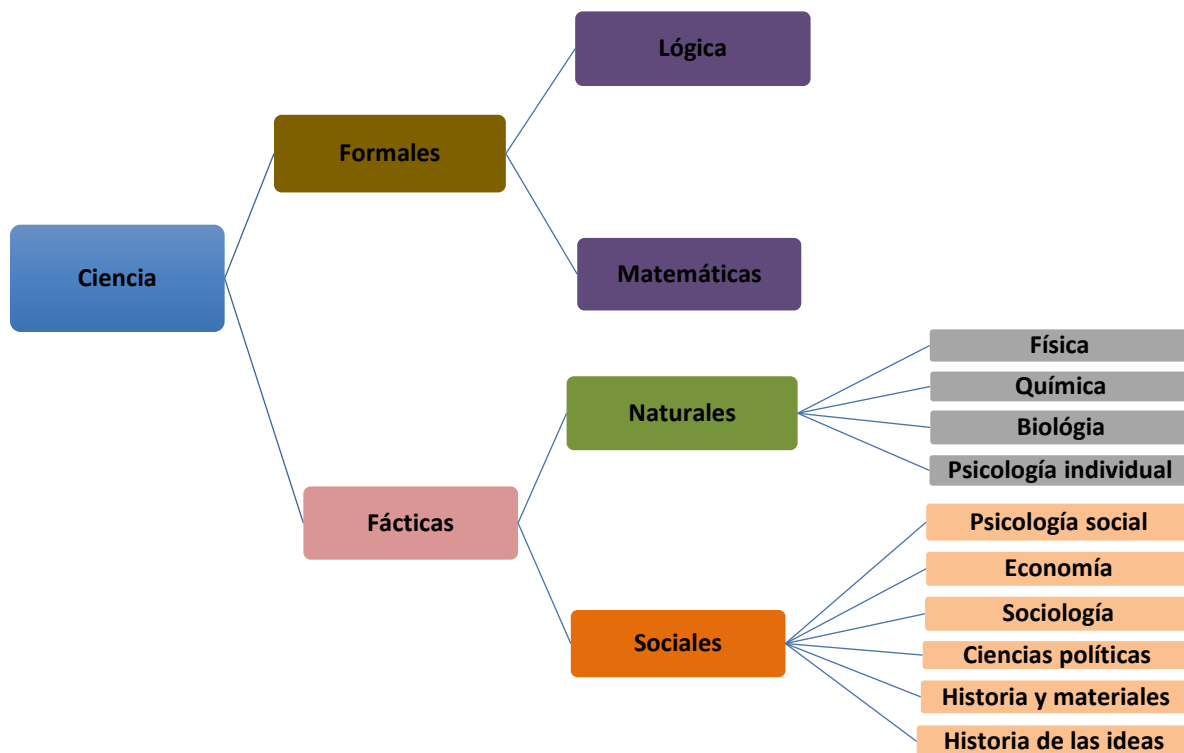 Lógica
Formales
Ciencia
Matemáticas
Física
Química
Biológia
Psicología individual
Naturales
Fácticas
Psicología social
Economía
Sociología
Ciencias políticas
Historia y materiales
Historia de las ideas
Sociales